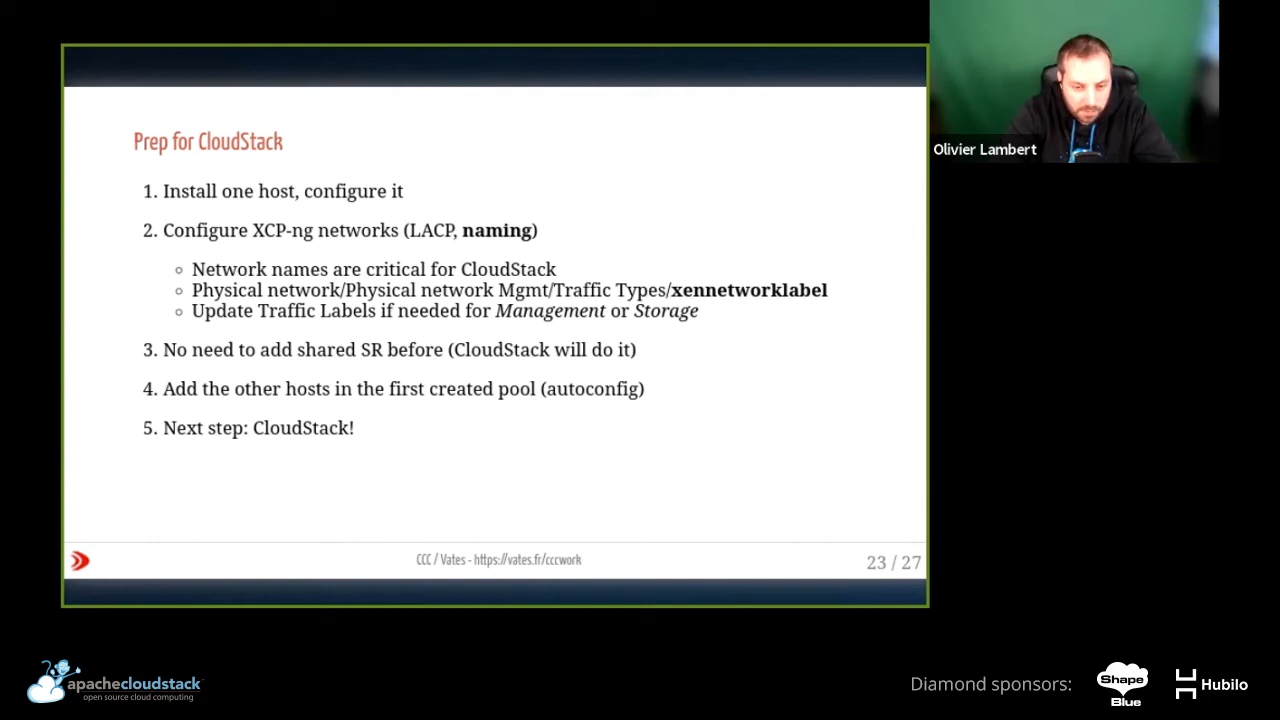 Prep for CloudStack
1. Install one host, configure it
2. Configure XCP-ng networks (LACP, naming)
Network names are critical for CloudStack
Physical network/Physical network Mgmt/Traffic Types/xennetworklabel
Update Traffic Labels if needed for Management or Storage
3. No need to add shared SR before (CloudStack will do it)
4. Add the other hosts in the first created pool (autoconfig)
5. Next step: CloudStack!
CCC / Vates - https://vates.fr/cccwork
23 / 27
Olivier Lambert
apachecloudstack
open source cloud computing
Diamond sponsors:
Shape
Blue
Hubilo